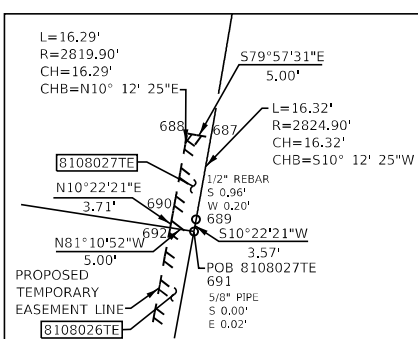 L=16.29'
R=2819.90'
CH=16.29'
CHB=N10° 12' 25"E
S79°57'31"E
5.00'
L=16.32'
R=2824.90'
CH=16.32'
CHB=S10° 12' 25"W
688
687
8108027TE
1/2" REBAR
S 0.96'
W 0.20'
N10°22'21"E
3.71'
690
689
692
S10°22'21"W
3.57'
N81°10'52"W
5.00'
POB 8108027TE
691
5/8" PIPE
S 0.00'
E 0.02'
PROPOSED
TEMPORARY
EASEMENT LINE
8108026TE